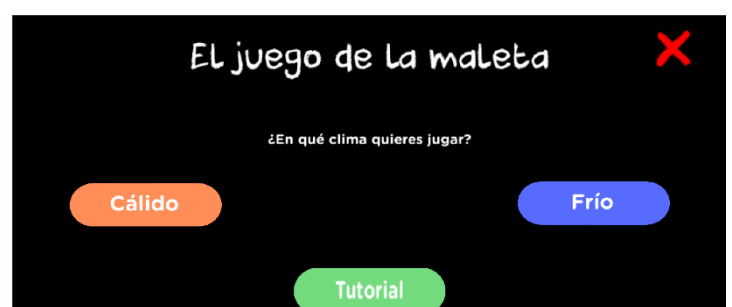 El juego de la maleta
¿En qué clima quieres jugar?
Cálido
Frío
Tutorial